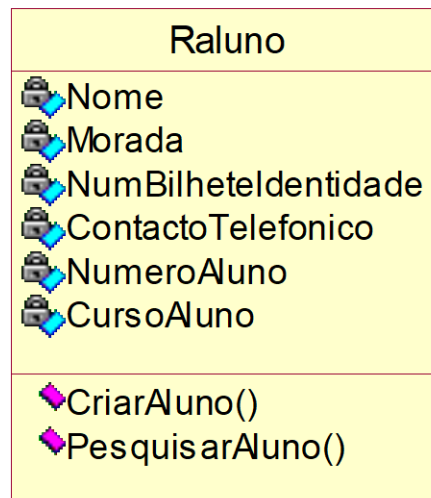 Raluno
Nome
Morada
NumBilheteIdentidade
ContactoTelefonico
NumeroAluno
CursoAluno
CriarAluno()
PesquisarAluno()